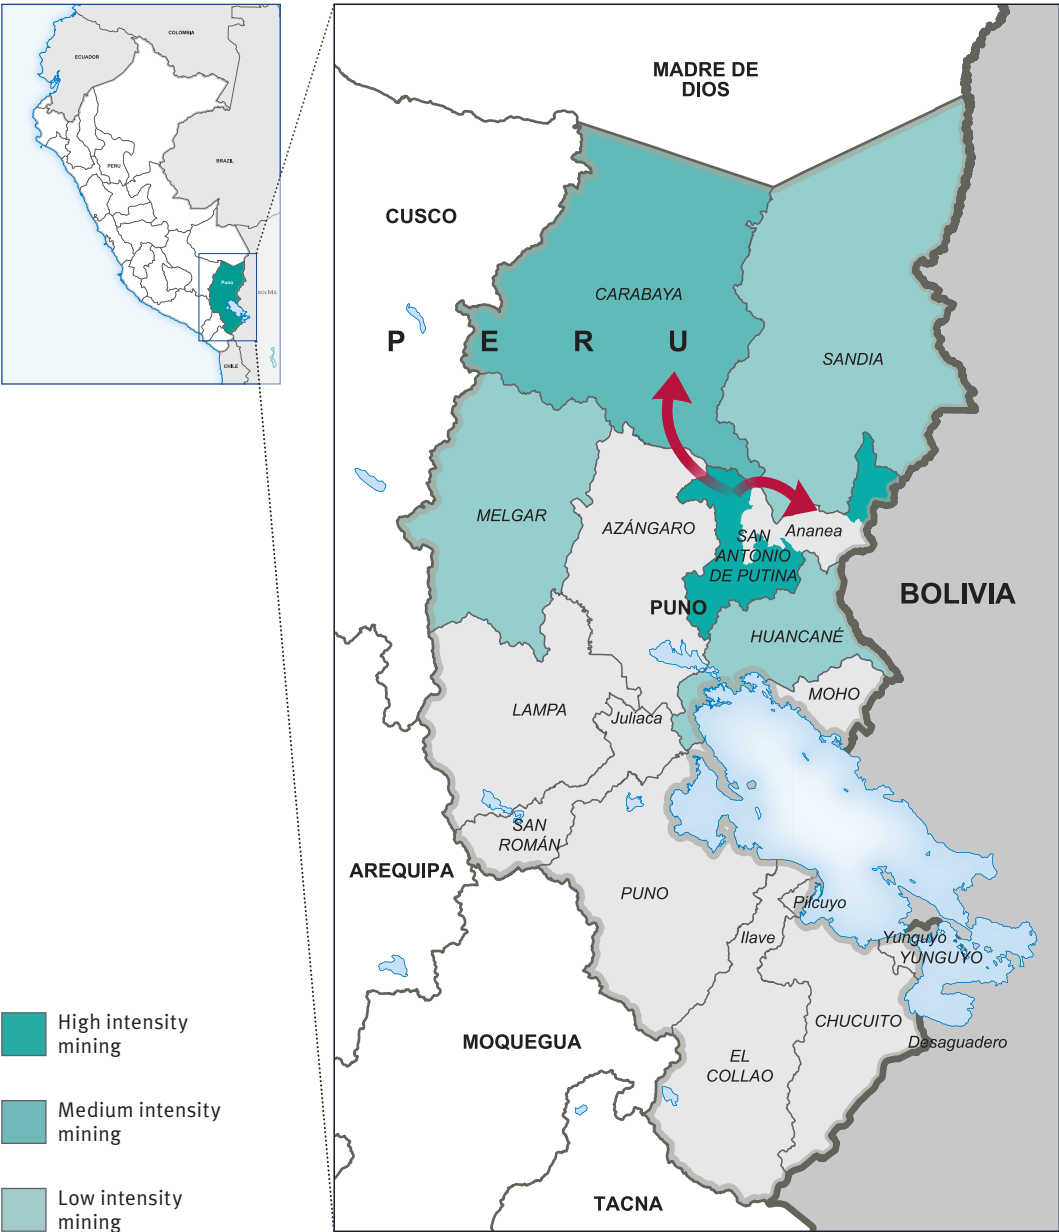 COLOMBIA
ECUADOR
PERU
BRAZIL
Puno
BOLIVIA
CHILE
MADRE DE
DIOS
CUSCO
CARABAYA
P E R U
SANDIA
MELGAR
AZÁNGARO
SAN
ANTONIO
DE PUTINA
Ananea
PUNO
BOLIVIA
HUANCANÉ
MOHO
LAMPA
Juliaca
SAN
ROMÁN
AREQUIPA
PUNO
Pilcuyo
Ilave
Yunguyo
YUNGUYO
CHUCUITO
MOQUEGUA
Desaguadero
EL
COLLAO
TACNA
High intensity
mining
Medium intensity
mining
Low intensity
mining